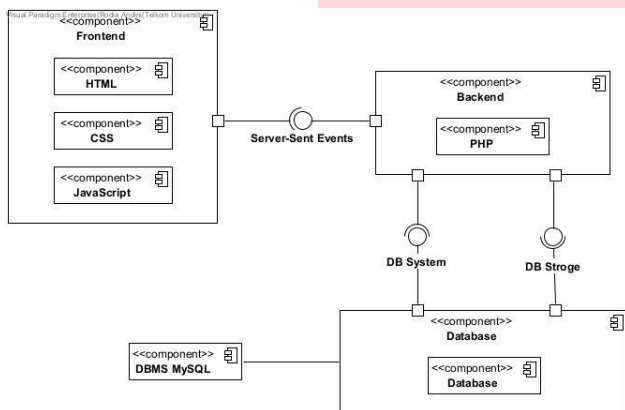 Visual Paradigm Enterprise(Rodia Andini(Telkom University))
<<component>>
Frontend
<<component>>
HTML
<<component>>
CSS
<<component>>
JavaScript
Server-Sent Events
<<component>>
Backend
<<component>>
PHP
DB System
DB Stroge
<<component>>
Database
<<component>>
Database
<<component>>
DBMS MySQL